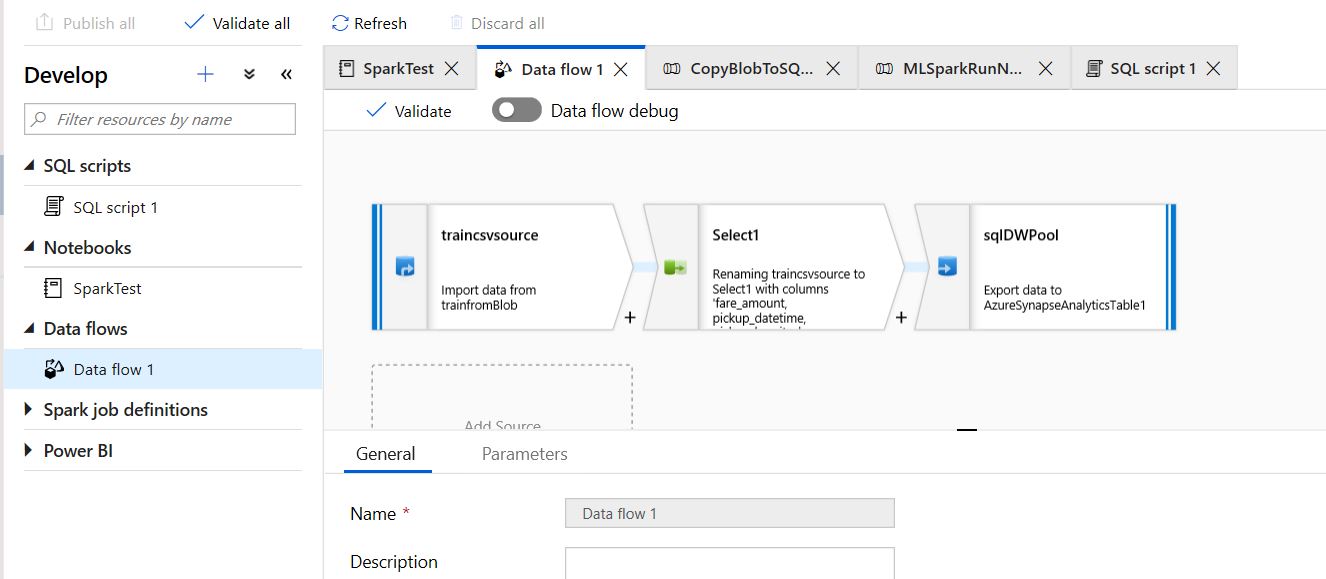 Publish all
Validate all
Refresh
Discard all
Develop
Filter resources by name
SQL scripts
SQL script 1
Notebooks
SparkTest
Data flows
Data flow 1
Spark job definitions
Power BI
SparkTest
Data flow 1
CopyBlobToSQ...
MLSparkRunN...
SQL script 1
Validate
Data flow debug
traincsvsource
Import data from
trainfromBlob
+
Select1
Renaming traincsvsource to
Select1 with columns
'fare_amount,
pickup_datetime,
+
sqlDWPool
Export data to
AzureSynapseAnalyticsTable1
Add Source
General
Parameters
Name *
Data flow 1
Description